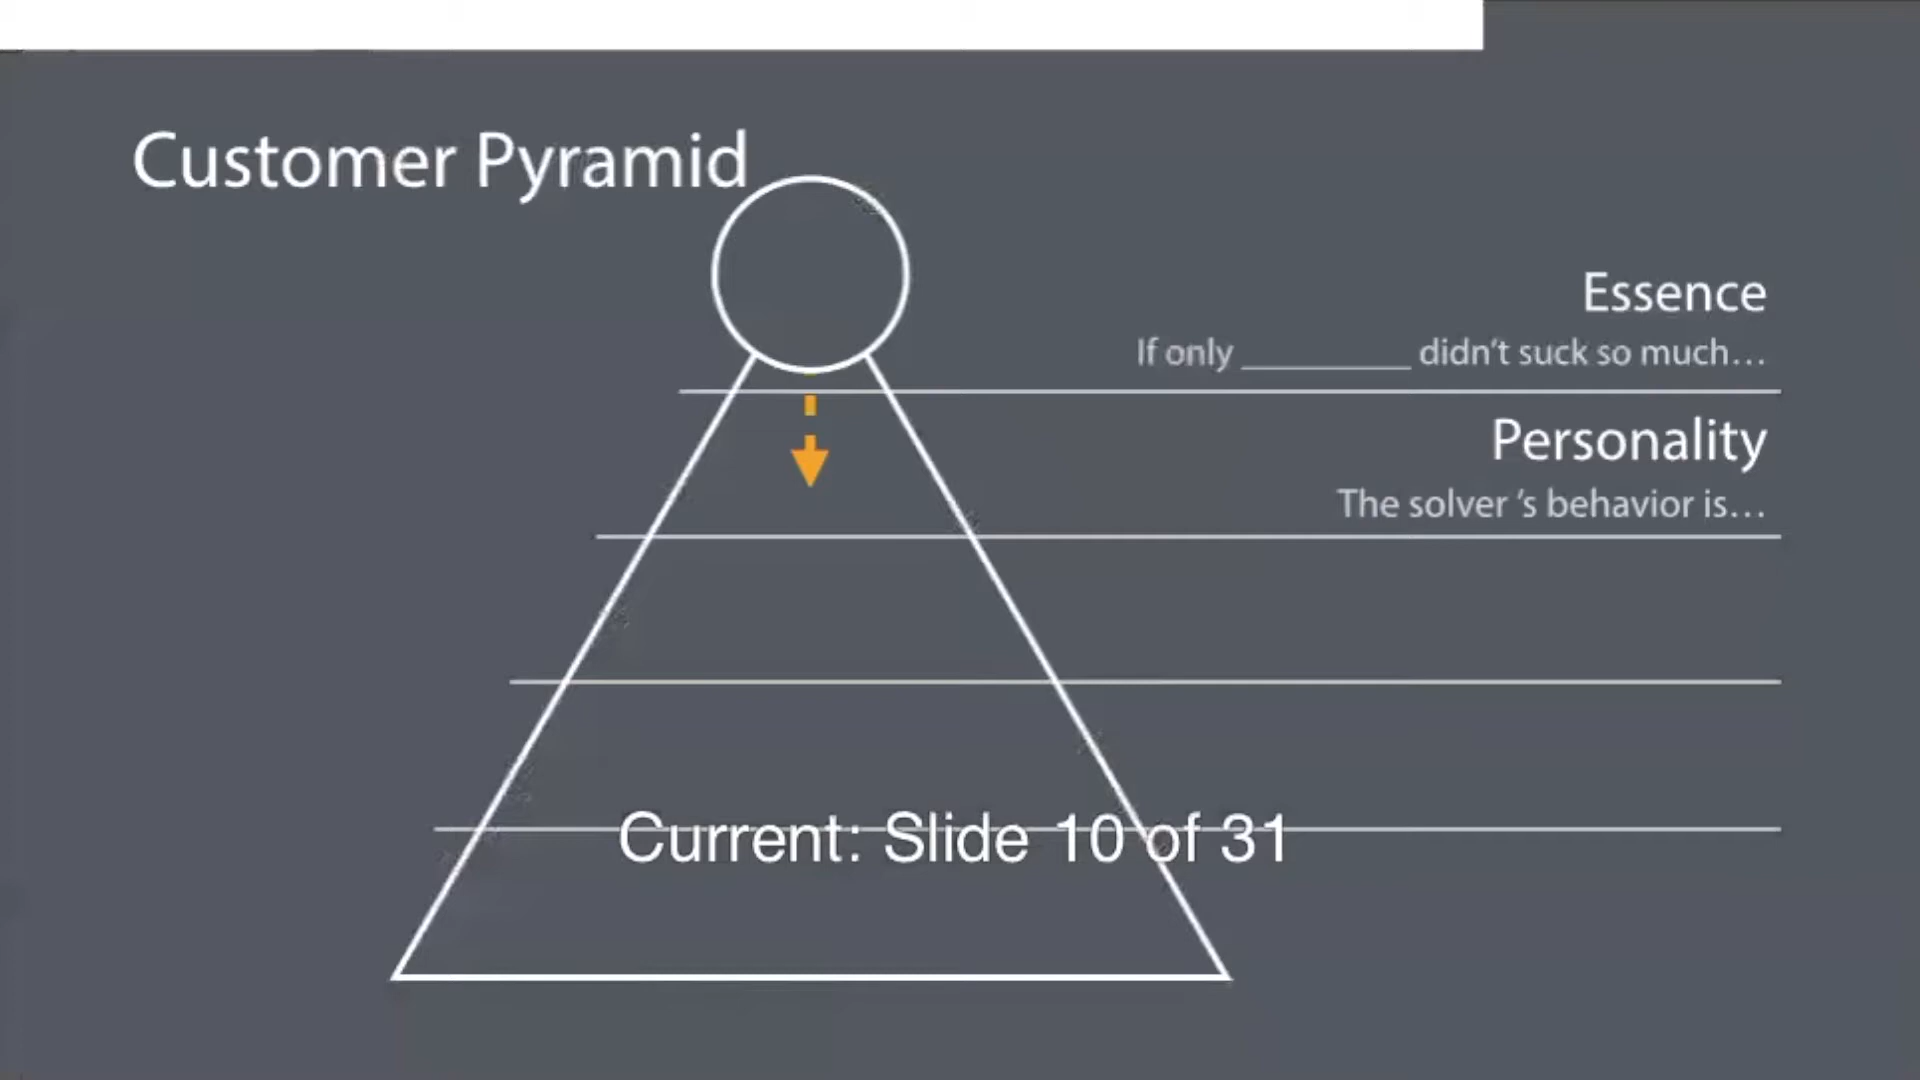 Customer Pyramid
Essence
If only _________ didn't suck so much…
Personality
The solver 's behavior is…
Current: Slide 10 of 31